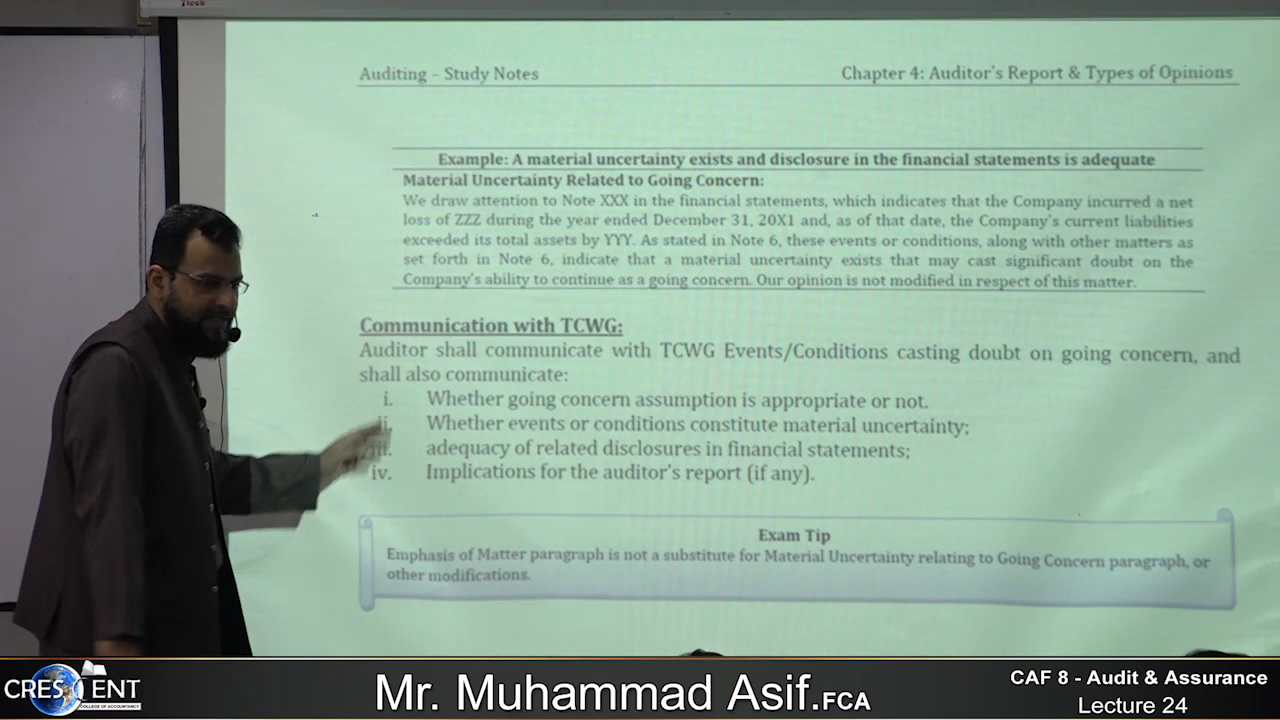 Auditing – Study Notes
Chapter 4: Auditor's Report & Types of Opinions
Example: A material uncertainty exists and disclosure in the financial statements is adequate
Material Uncertainty Related to Going Concern:
We draw attention to Note XXX in the financial statements, which indicates that the Company incurred a net
loss of ZZZ during the year ended December 31, 20X1 and, as of that date, the Company's current liabilities
exceeded its total assets by YYY. As stated in Note 6, these events or conditions, along with other matters as
set forth in Note 6, indicate that a material uncertainty exists that may cast significant doubt on the
Company's ability to continue as a going concern. Our opinion is not modified in respect of this matter.
Communication with TCWG:
Auditor shall communicate with TCWG Events/Conditions casting doubt on going concern, and
shall also communicate:
i. Whether going concern assumption is appropriate or not.
ii. Whether events or conditions constitute material uncertainty;
iii. adequacy of related disclosures in financial statements;
iv. Implications for the auditor's report (if any).
Exam Tip
Emphasis of Matter paragraph is not a substitute for Material Uncertainty relating to Going Concern paragraph, or
other modifications.
CRESCENT
COLLEGE OF ACCOUNTANCY
Mr. Muhammad Asif.FCA
CAF 8 - Audit & Assurance
Lecture 24